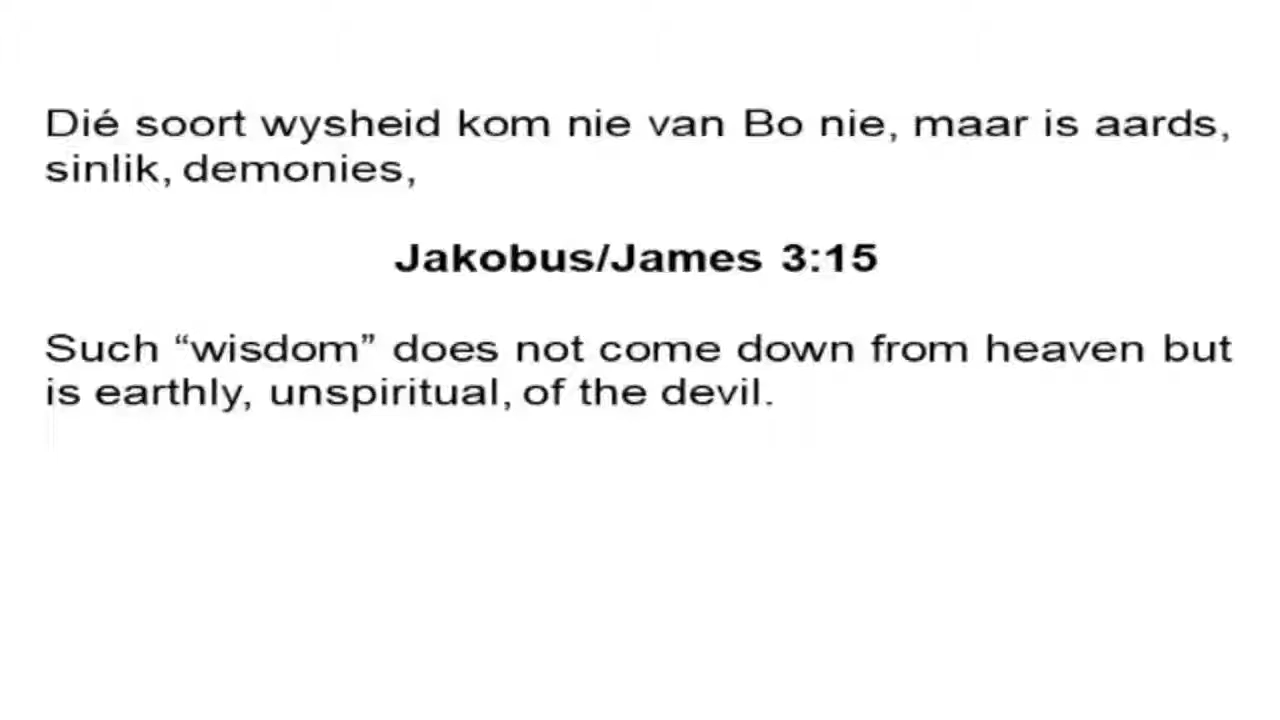 Dié soort wysheid kom nie van Bo nie, maar is aards,
sinlik, demonies,
Jakobus/James 3:15
Such “wisdom” does not come down from heaven but
is earthly, unspiritual, of the devil.